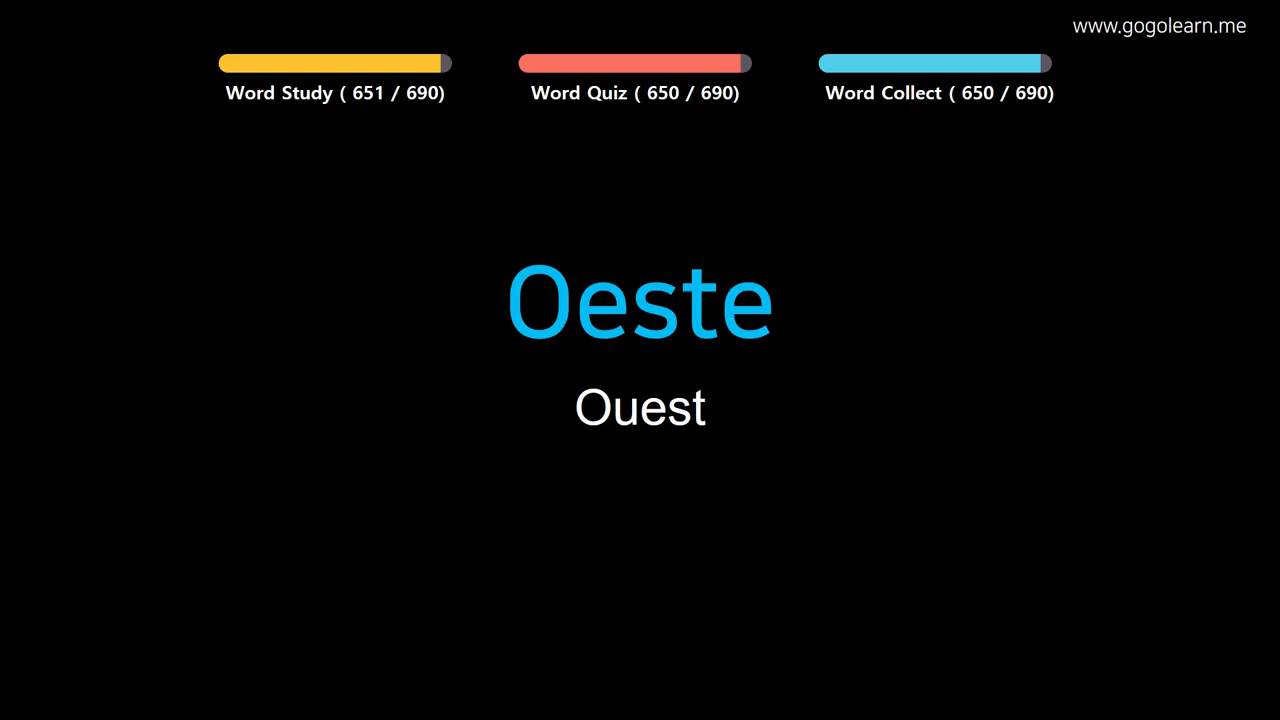 www.gogolearn.me
Word Study ( 651 / 690)
Word Quiz ( 650 / 690)
Word Collect ( 650 / 690)
Oeste
Ouest